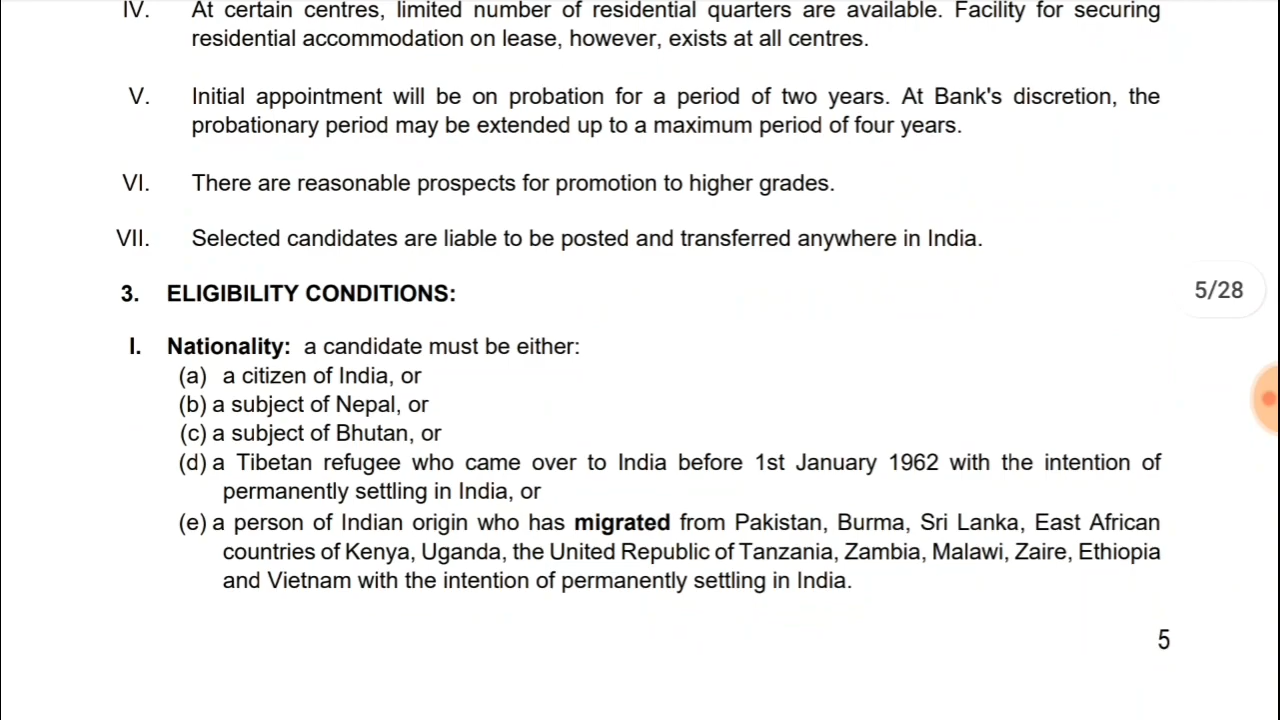 IV. At certain centres, limited number of residential quarters are available. Facility for securing
residential accommodation on lease, however, exists at all centres.
V. Initial appointment will be on probation for a period of two years. At Bank's discretion, the
probationary period may be extended up to a maximum period of four years.
VI. There are reasonable prospects for promotion to higher grades.
VII. Selected candidates are liable to be posted and transferred anywhere in India.
3. ELIGIBILITY CONDITIONS:
5/28
I. Nationality: a candidate must be either:
(a) a citizen of India, or
(b) a subject of Nepal, or
(c) a subject of Bhutan, or
(d) a Tibetan refugee who came over to India before 1st January 1962 with the intention of
permanently settling in India, or
(e) a person of Indian origin who has migrated from Pakistan, Burma, Sri Lanka, East African
countries of Kenya, Uganda, the United Republic of Tanzania, Zambia, Malawi, Zaire, Ethiopia
and Vietnam with the intention of permanently settling in India.
5